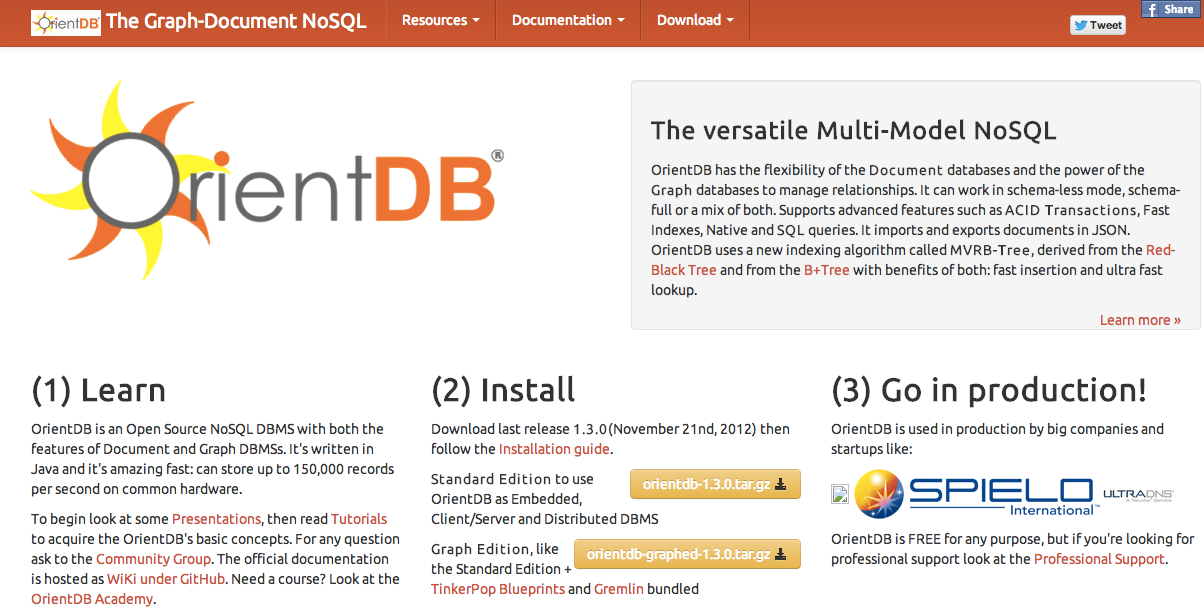 OrientDB The Graph-Document NoSQL Resources Documentation Download
Share
Tweet
OrientDB®
The versatile Multi-Model NoSQL
OrientDB has the flexibility of the Document databases and the power of the
Graph databases to manage relationships. It can work in schema-less mode, schema-
full or a mix of both. Supports advanced features such as ACID Transactions, Fast
Indexes, Native and SQL queries. It imports and exports documents in JSON.
OrientDB uses a new indexing algorithm called MVRB-Tree, derived from the Red-
Black Tree and from the B+Tree with benefits of both: fast insertion and ultra fast
lookup.
Learn more »
(1) Learn
OrientDB is an Open Source NoSQL DBMS with both the
features of Document and Graph DBMSs. It's written in
Java and it's amazing fast: can store up to 150,000 records
per second on common hardware.
To begin look at some Presentations, then read Tutorials
to acquire the OrientDB's basic concepts. For any question
ask to the Community Group. The official documentation
is hosted as WiKi under GitHub. Need a course? Look at the
OrientDB Academy.
(2) Install
Download last release 1.3.0(November 21nd, 2012) then
follow the Installation guide.
Standard Edition to use
OrientDB as Embedded,
Client/Server and Distributed DBMS
orientdb-1.3.0.tar.gz
Graph Edition, like
the Standard Edition +
TinkerPop Blueprints and Gremlin bundled
orientdb-graphed-1.3.0.tar.gz
(3) Go in production!
OrientDB is used in production by big companies and
startups like:
SPIELO
International™
ULTRADNS
OrientDB is FREE for any purpose, but if you're looking for
professional support look at the Professional Support.